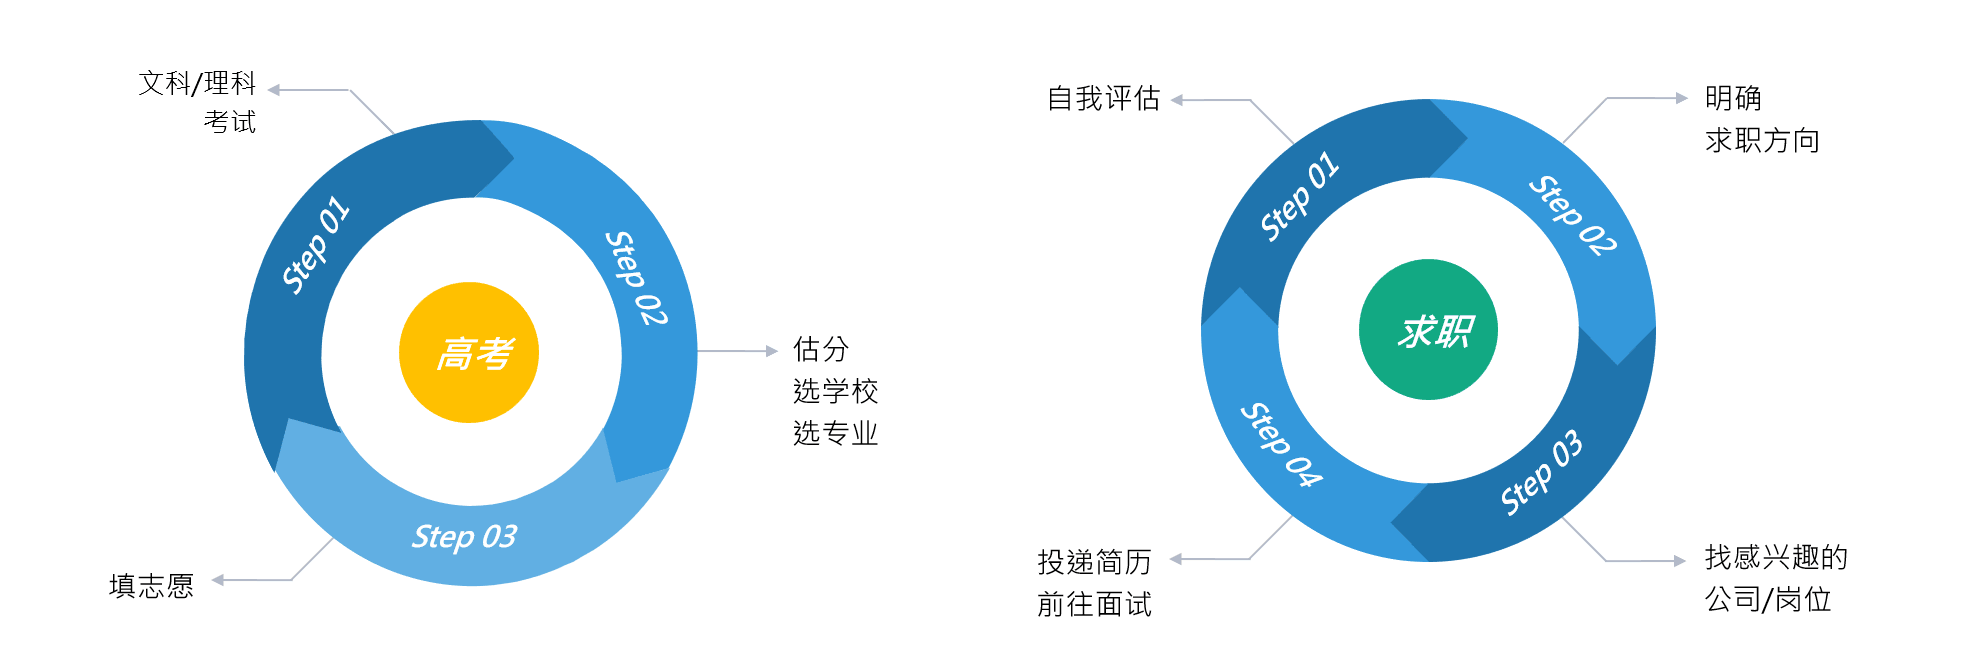 文科/理科
考试
Step 01
Step 02
高考
估分
选学校
选专业
Step 03
填志愿
自我评估
明确
求职方向
Step 01
Step 02
求职
Step 04
Step 03
投递简历
前往面试
找感兴趣的
公司/岗位